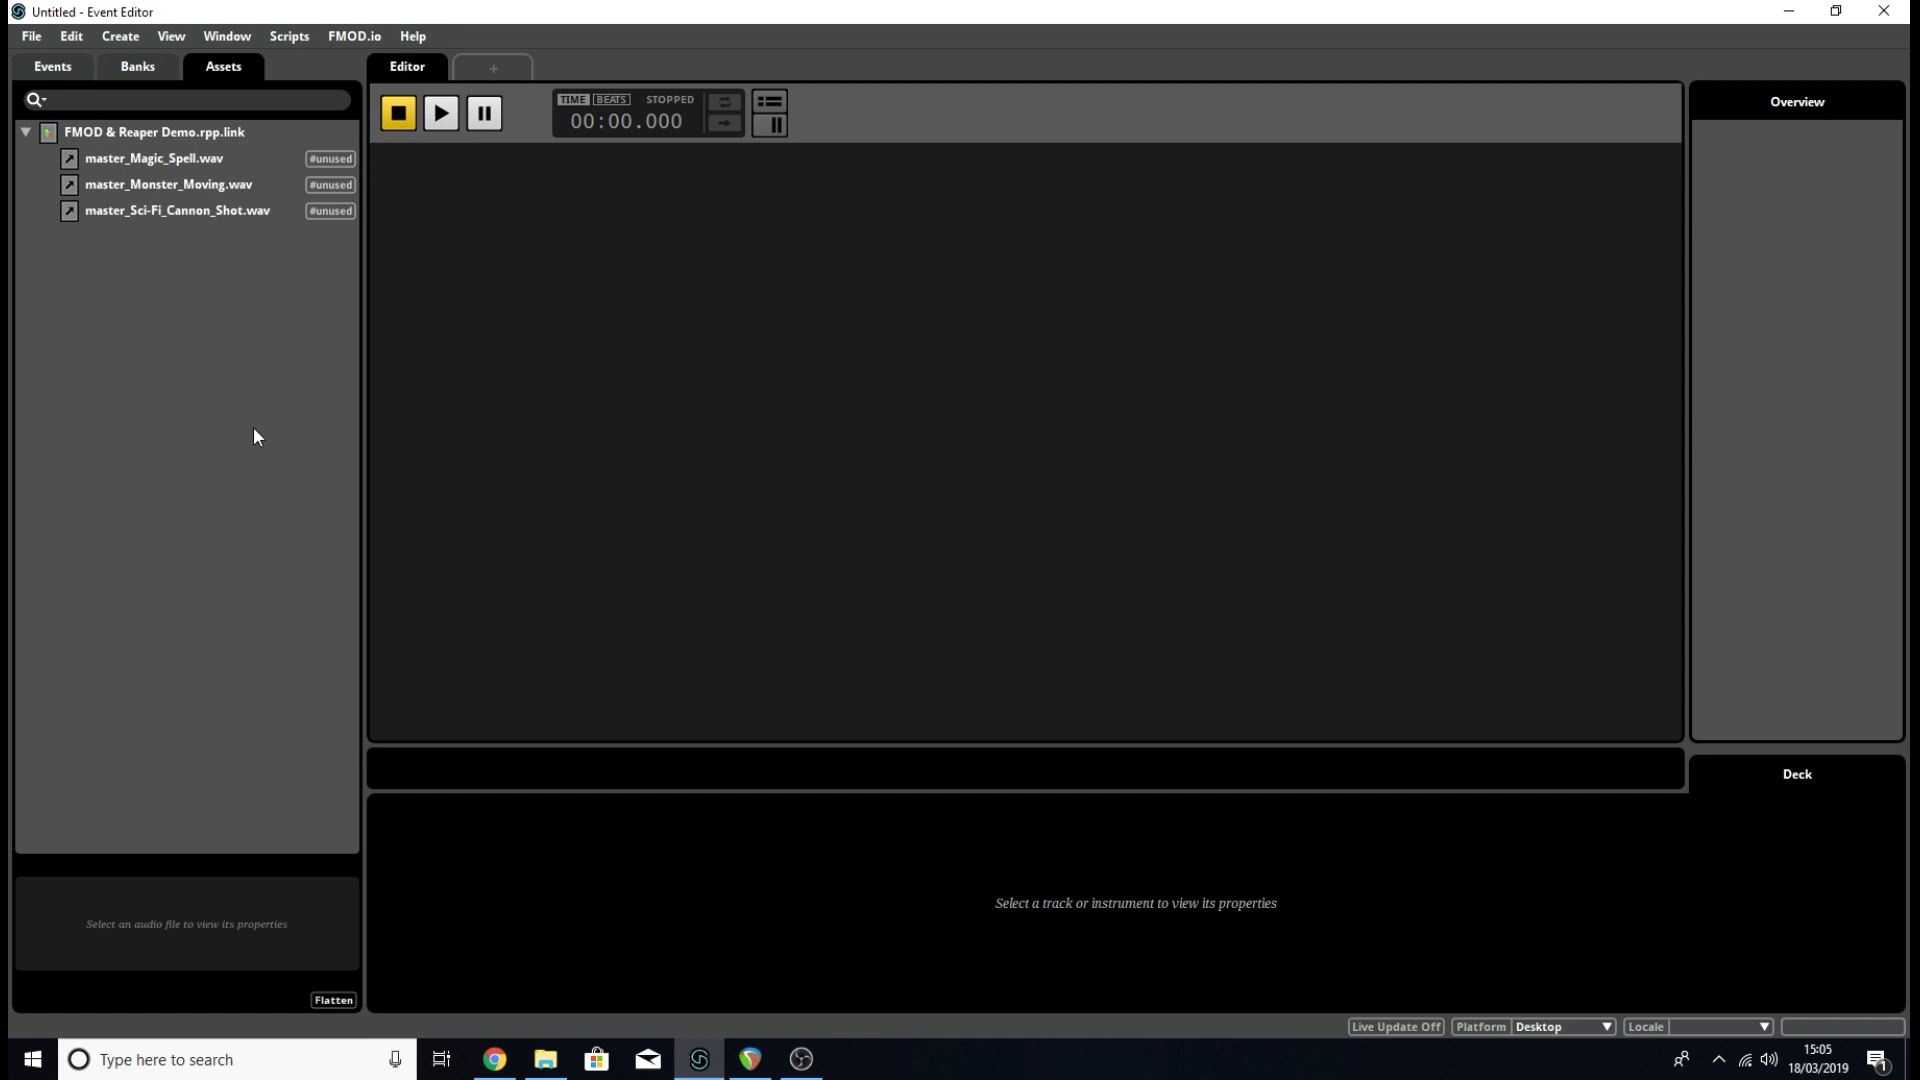 Untitled - Event Editor
File Edit Create View Window Scripts FMOD.io Help
Events Banks Assets
Editor +
TIME BEATS STOPPED
00:00.000
Overview
FMOD & Reaper Demo.rpp.link
master_Magic_Spell.wav #unused
master_Monster_Moving.wav #unused
master_Sci-Fi_Cannon_Shot.wav #unused
Deck
Select a track or instrument to view its properties
Select an audio file to view its properties
Flatten
Live Update Off Platform Desktop Locale
Type here to search
15:05
18/03/2019
1